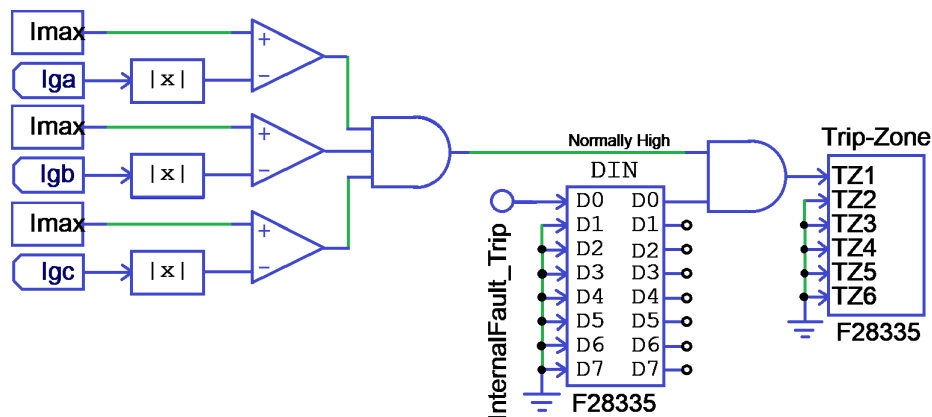 Imax
+
Iga
|x|
−
Imax
+
Igb
|x|
−
Imax
+
Igc
|x|
−
Normally High
DIN
InternalFault_Trip
D0 D0
D1 D1
D2 D2
D3 D3
D4 D4
D5 D5
D6 D6
D7 D7
F28335
Trip-Zone
TZ1
TZ2
TZ3
TZ4
TZ5
TZ6
F28335